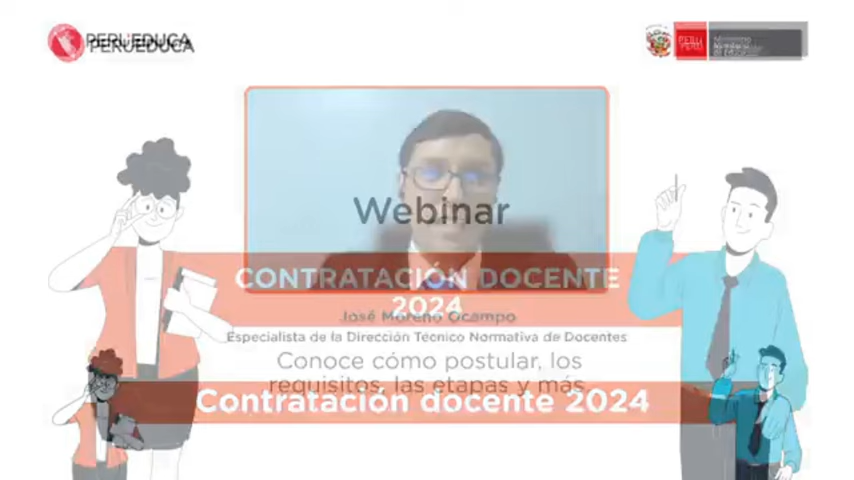 PERUEDUCA
PERÚ
Webinar
CONTRATACIÓN DOCENTE
2024
José Moreno Ocampo
Especialista de la Dirección Técnico Normativa de Docentes
Conoce cómo postular, los
requisitos, las etapas y más.
Contratación docente 2024